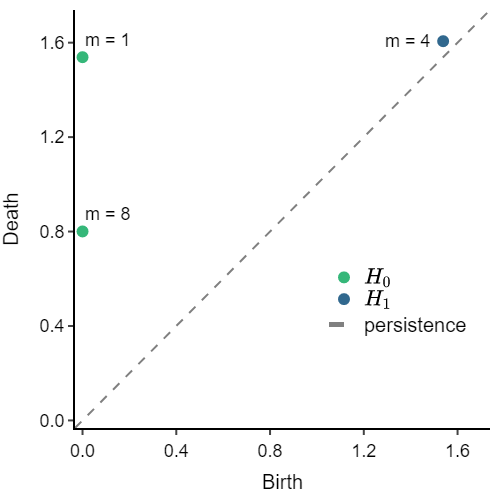 1.6
m = 1
m = 4
1.2
Death
m = 8
0.8
H₀
H₁
persistence
0.4
0.0
0.0 0.4 0.8 1.2 1.6
Birth